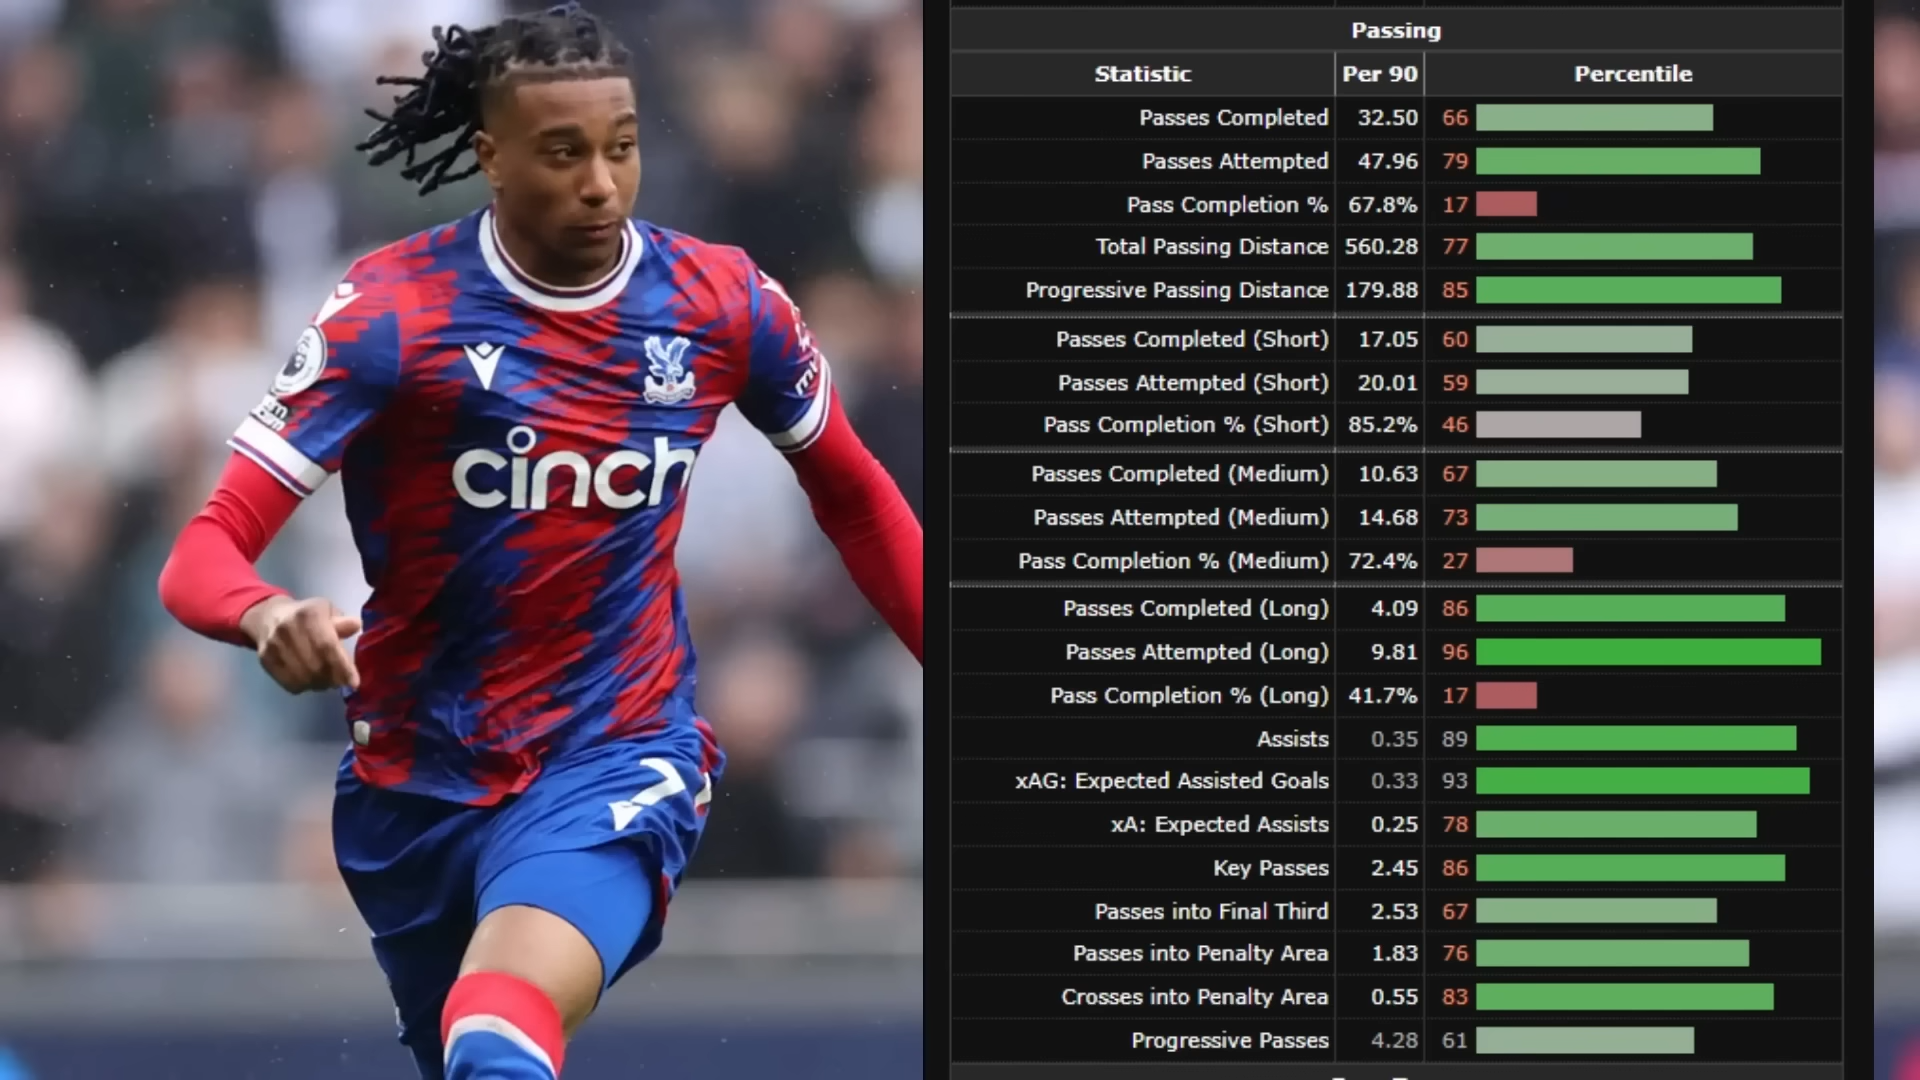 cinch
7
Passing
Statistic Per 90 Percentile
Passes Completed 32.50 66
Passes Attempted 47.96 79
Pass Completion % 67.8% 17
Total Passing Distance 560.28 77
Progressive Passing Distance 179.88 85
Passes Completed (Short) 17.05 60
Passes Attempted (Short) 20.01 59
Pass Completion % (Short) 85.2% 46
Passes Completed (Medium) 10.63 67
Passes Attempted (Medium) 14.68 73
Pass Completion % (Medium) 72.4% 27
Passes Completed (Long) 4.09 86
Passes Attempted (Long) 9.81 96
Pass Completion % (Long) 41.7% 17
Assists 0.35 89
xAG: Expected Assisted Goals 0.33 93
xA: Expected Assists 0.25 78
Key Passes 2.45 86
Passes into Final Third 2.53 67
Passes into Penalty Area 1.83 76
Crosses into Penalty Area 0.55 83
Progressive Passes 4.28 61